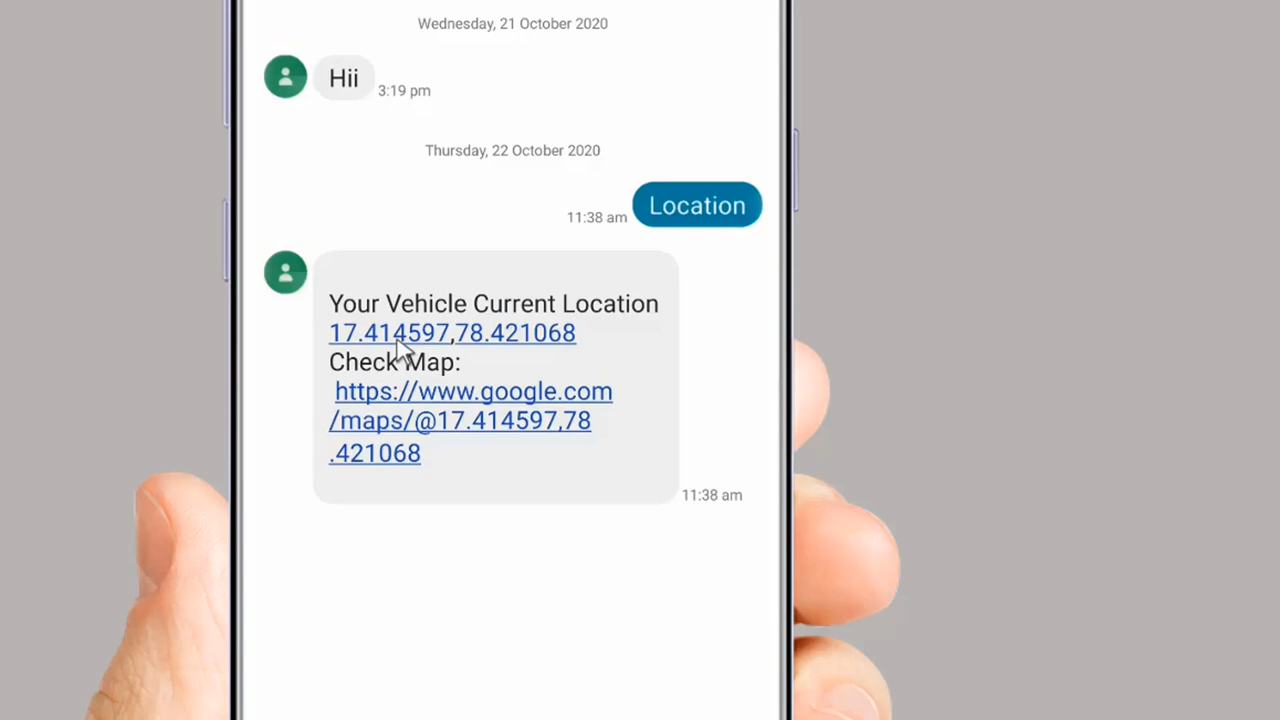 Wednesday, 21 October 2020
Hii
3:19 pm
Thursday, 22 October 2020
Location
11:38 am
Your Vehicle Current Location
17.414597,78.421068
Check Map:
https://www.google.com
/maps/@17.414597,78
.421068
11:38 am